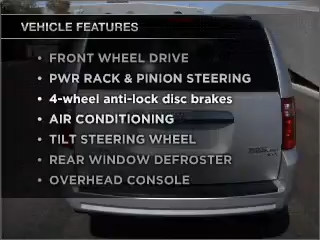 VEHICLE FEATURES
• FRONT WHEEL DRIVE
• PWR RACK & PINION STEERING
• 4-wheel anti-lock disc brakes
• AIR CONDITIONING
• TILT STEERING WHEEL
• REAR WINDOW DEFROSTER
• OVERHEAD CONSOLE